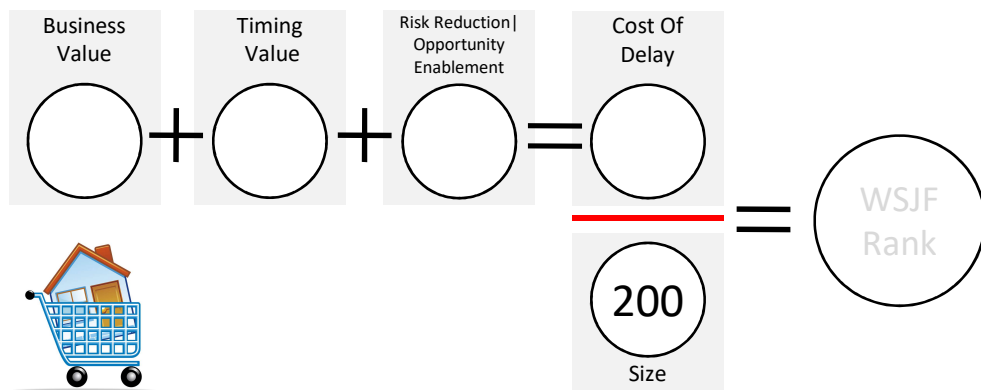 Business
Value
Timing
Value
Risk Reduction|
Opportunity
Enablement
Cost Of
Delay
+
+
=
=
WSJF
Rank
200
Size